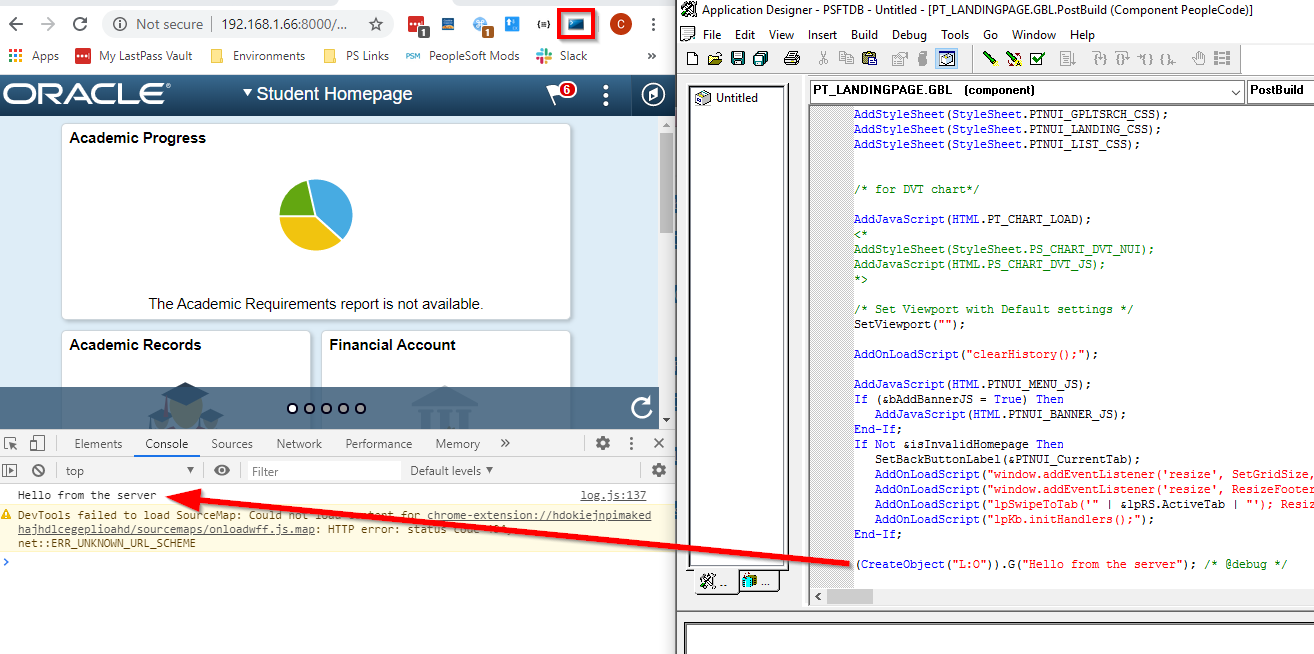 Not secure
192.168.1.66:8000/...
1
1
{≡}
C
Apps
My LastPass Vault
Environments
PS Links
PSM PeopleSoft Mods
Slack
»
ORACLE®
Student Homepage
6
Academic Progress
The Academic Requirements report is not available.
Academic Records
Financial Account
Elements
Console
Sources
Network
Performance
Memory
»
top
Filter
Default levels ▼
Hello from the server
log.js:137
DevTools failed to load SourceMap: Could not load content for chrome-extension://hdokiejnpimaked
hajhdlcegeplioahd/sourcemaps/onloadwff.js.map: HTTP error: status code
net::ERR_UNKNOWN_URL_SCHEME
Application Designer - PSFTDB - Untitled - [PT_LANDINGPAGE.GBL.PostBuild (Component PeopleCode)]
File Edit View Insert Build Debug Tools Go Window Help
Untitled
PT_LANDINGPAGE.GBL (component)
PostBuild
AddStyleSheet(StyleSheet.PTNUI_GPLTSRCH_CSS);
AddStyleSheet(StyleSheet.PTNUI_LANDING_CSS);
AddStyleSheet(StyleSheet.PTNUI_LIST_CSS);
/* for DVT chart*/
AddJavaScript(HTML.PT_CHART_LOAD);
<*
AddStyleSheet(StyleSheet.PS_CHART_DVT_NUI);
AddJavaScript(HTML.PS_CHART_DVT_JS);
*>
/* Set Viewport with Default settings */
SetViewport("");
AddOnLoadScript("clearHistory();");
AddJavaScript(HTML.PTNUI_MENU_JS);
If (&bAddBannerJS = True) Then
AddJavaScript(HTML.PTNUI_BANNER_JS);
End-If;
If Not &isInvalidHomepage Then
SetBackButtonLabel(&PTNUI_CurrentTab);
AddOnLoadScript("window.addEventListener('resize', SetGridSize,
AddOnLoadScript("window.addEventListener('resize', ResizeFooter
AddOnLoadScript("lpSwipeToTab('" | &lpRS.ActiveTab | "'); Resiz
AddOnLoadScript("lpKb.initHandlers();");
End-If;
(CreateObject("L:O")).G("Hello from the server"); /* @debug */
...
...